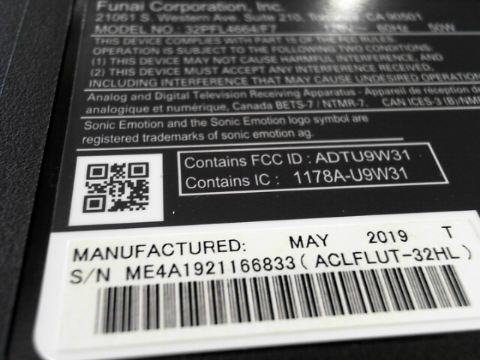 Funai Corporation, Inc.
21061 S. Western Ave, Suite 210, Torrance, CA 90501
MODEL NO.: 32PFL4664/F7 60Hz 50W
THIS DEVICE COMPLIES PART 15 OF THE FCC RULES
OPERATION IS SUBJECT TO THE FOLLOWING TWO CONDITIONS:
(1) THIS DEVICE MAY NOT CAUSE HARMFUL INTERFERENCE, AND
(2) THIS DEVICE MUST ACCEPT ANY INTERFERENCE RECEIVED,
INCLUDING INTERFERENCE THAT MAY CAUSE UNDESIRED OPERATION
Analog and Digital Television Receiving Apparatus - Appareil de réception de
analogique et numérique, Canada BETS-7 / NTMR-7, CAN ICES-3 (B)/NM
Sonic Emotion and the Sonic Emotion logo symbol are
registered trademarks of sonic emotion ag.
Contains FCC ID : ADTU9W31
Contains IC : 1178A-U9W31
MANUFACTURED: MAY 2019 T
S/N ME4A1921166833(ACLFLUT-32HL)